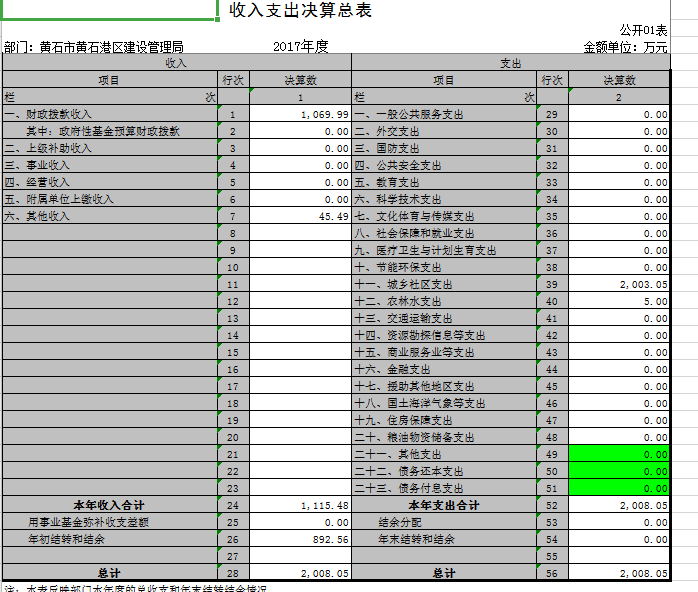 收入支出决算总表
公开01表
部门：黄石市黄石港区建设管理局 2017年度 金额单位：万元
收入 支出
项目 行次 决算数 项目 行次 决算数
栏 次 1 栏 次 2
一、财政拨款收入 1 1,069.99 一、一般公共服务支出 29 0.00
其中：政府性基金预算财政拨款 2 0.00 二、外交支出 30 0.00
二、上级补助收入 3 0.00 三、国防支出 31 0.00
三、事业收入 4 0.00 四、公共安全支出 32 0.00
四、经营收入 5 0.00 五、教育支出 33 0.00
五、附属单位上缴收入 6 0.00 六、科学技术支出 34 0.00
六、其他收入 7 45.49 七、文化体育与传媒支出 35 0.00
8 八、社会保障和就业支出 36 0.00
9 九、医疗卫生与计划生育支出 37 0.00
10 十、节能环保支出 38 0.00
11 十一、城乡社区支出 39 2,003.05
12 十二、农林水支出 40 5.00
13 十三、交通运输支出 41 0.00
14 十四、资源勘探信息等支出 42 0.00
15 十五、商业服务业等支出 43 0.00
16 十六、金融支出 44 0.00
17 十七、援助其他地区支出 45 0.00
18 十八、国土海洋气象等支出 46 0.00
19 十九、住房保障支出 47 0.00
20 二十、粮油物资储备支出 48 0.00
21 二十一、其他支出 49 0.00
22 二十二、债务还本支出 50 0.00
23 二十三、债务付息支出 51 0.00
本年收入合计 24 1,115.48 本年支出合计 52 2,008.05
用事业基金弥补收支差额 25 0.00 结余分配 53 0.00
年初结转和结余 26 892.56 年末结转和结余 54 0.00
27 55
总计 28 2,008.05 总计 56 2,008.05
注：本表反映部门本年度的总收支和年末结转结余情况